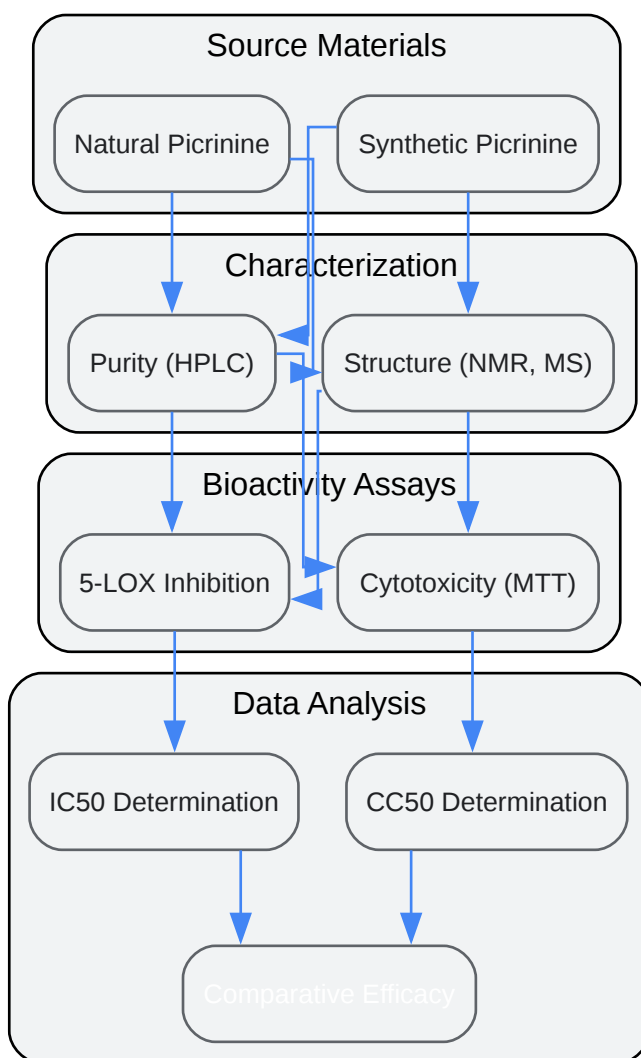 Source Materials
Natural Picrinine
Synthetic Picrinine
Characterization
Purity (HPLC)
Structure (NMR, MS)
Bioactivity Assays
5-LOX Inhibition
Cytotoxicity (MTT)
Data Analysis
IC50 Determination
CC50 Determination
Comparative Efficacy